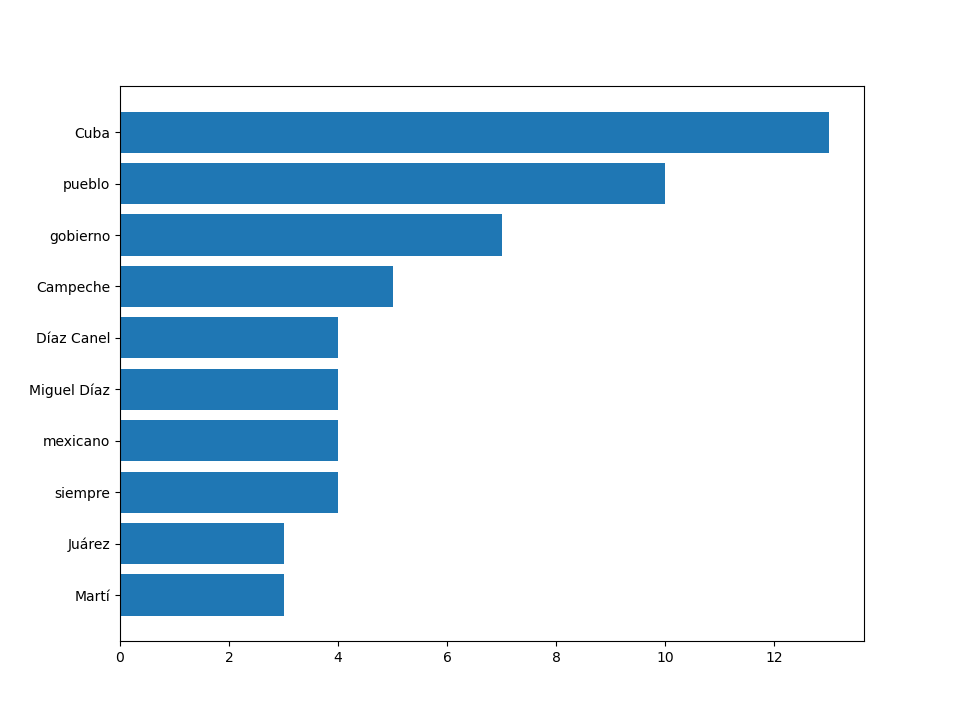 Cuba
pueblo
gobierno
Campeche
Díaz Canel
Miguel Díaz
mexicano
siempre
Juárez
Martí
0 2 4 6 8 10 12